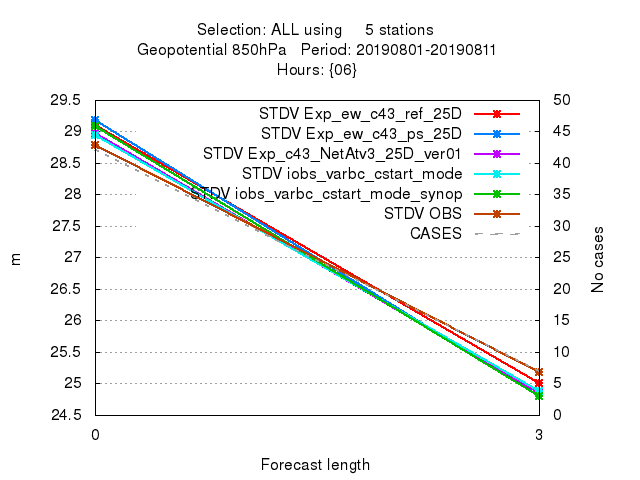 Selection: ALL using 5 stations
Geopotential 850hPa Period: 20190801-20190811
Hours: {06}
29.5
29
28.5
28
27.5
27
26.5
26
25.5
25
24.5
m
STDV Exp_ew_c43_ref_25D
STDV Exp_ew_c43_ps_25D
STDV Exp_c43_NetAtv3_25D_ver01
STDV iobs_varbc_cstart_mode
STDV iobs_varbc_cstart_mode_synop
STDV OBS
CASES
50
45
40
35
30
25
20
15
10
5
0
No cases
0
3
Forecast length